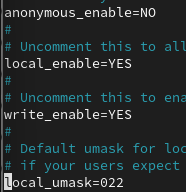 anonymous_enable=NO
#
# Uncomment this to all
local_enable=YES
#
# Uncomment this to ena
write_enable=YES
#
# Default umask for loc
# if your users expect
local_umask=022